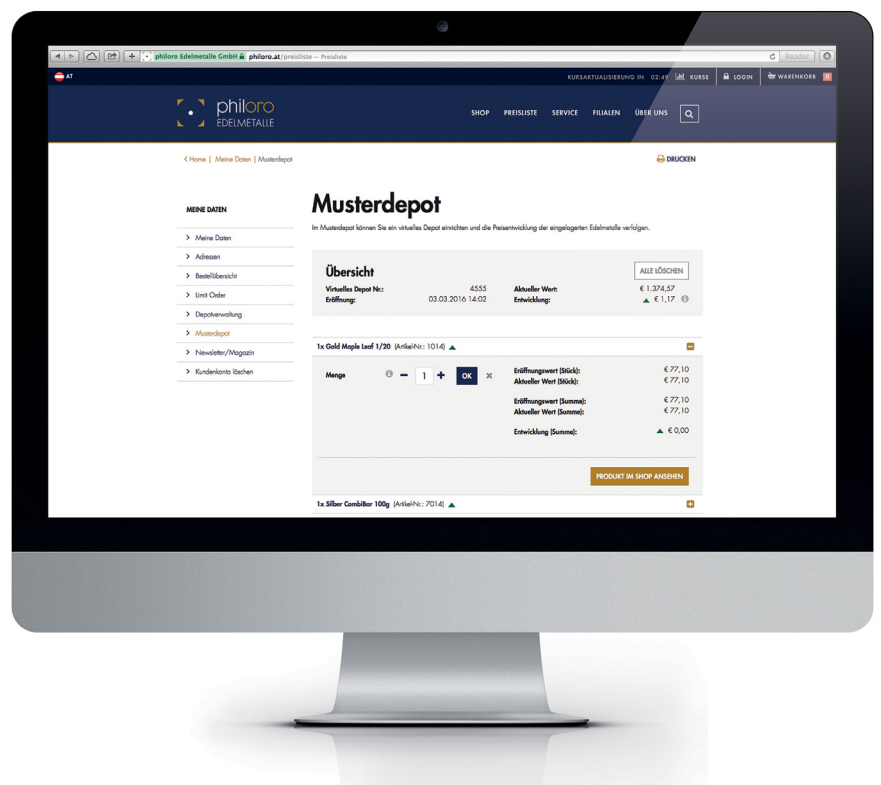 philoro Edelmetalle GmbH philoro.at/preisliste — Preisliste
Reader
AT
KURSAKTUALISIERUNG IN 02:49 KURSE LOGIN WARENKORB 0
philoro
EDELMETALLE
SHOP PREISLISTE SERVICE FILIALEN ÜBER UNS
< Home | Meine Daten | Musterdepot
DRUCKEN
MEINE DATEN
> Meine Daten
> Adressen
> Bestellübersicht
> Limit Order
> Depotverwaltung
> Musterdepot
> Newsletter/Magazin
> Kundenkonto löschen
Musterdepot
Im Musterdepot können Sie ein virtuelles Depot einrichten und die Preisentwicklung der eingelagerten Edelmetalle verfolgen.
Übersicht
ALLE LÖSCHEN
Virtuelles Depot Nr.: 4555 Aktueller Wert: € 1.374,57
Eröffnung: 03.03.2016 14:02 Entwicklung: ▲ € 1,17
1x Gold Maple Leaf 1/20 (Artikel-Nr.: 1014) ▲
Menge 1 OK
Eröffnungswert (Stück): € 77,10
Aktueller Wert (Stück): € 77,10
Eröffnungswert (Summe): € 77,10
Aktueller Wert (Summe): € 77,10
Entwicklung (Summe): ▲ € 0,00
PRODUKT IM SHOP ANSEHEN
1x Silber CombiBar 100g (Artikel-Nr.: 7014) ▲